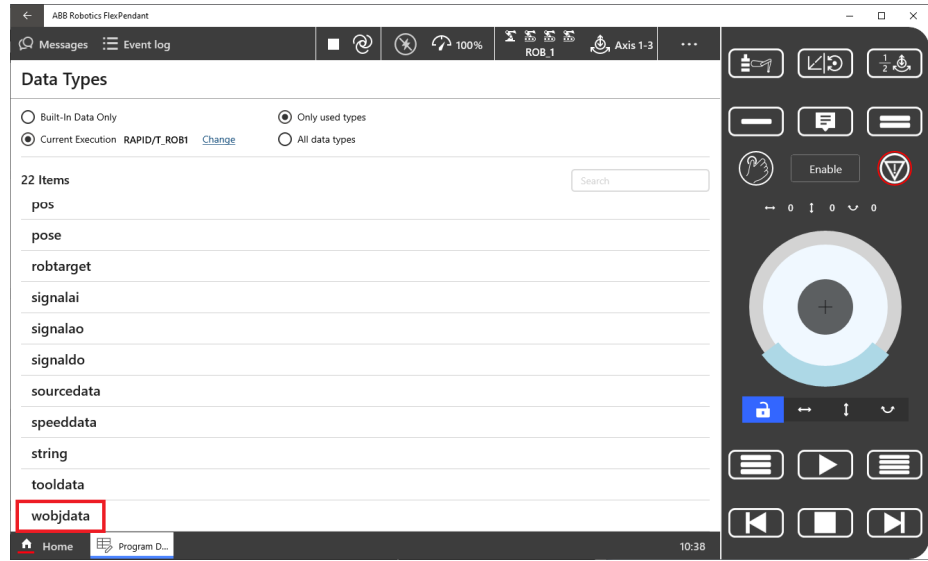 ABB Robotics FlexPendant
Messages Event log 100% ROB_1 Axis 1-3 ...
Data Types
Built-In Data Only Only used types
Current Execution RAPID/T_ROB1 Change All data types
22 Items Search
pos
pose
robtarget
signalai
signalao
signaldo
sourcedata
speeddata
string
tooldata
wobjdata
Home Program D... 10:38
1
2
Enable
0 0 0